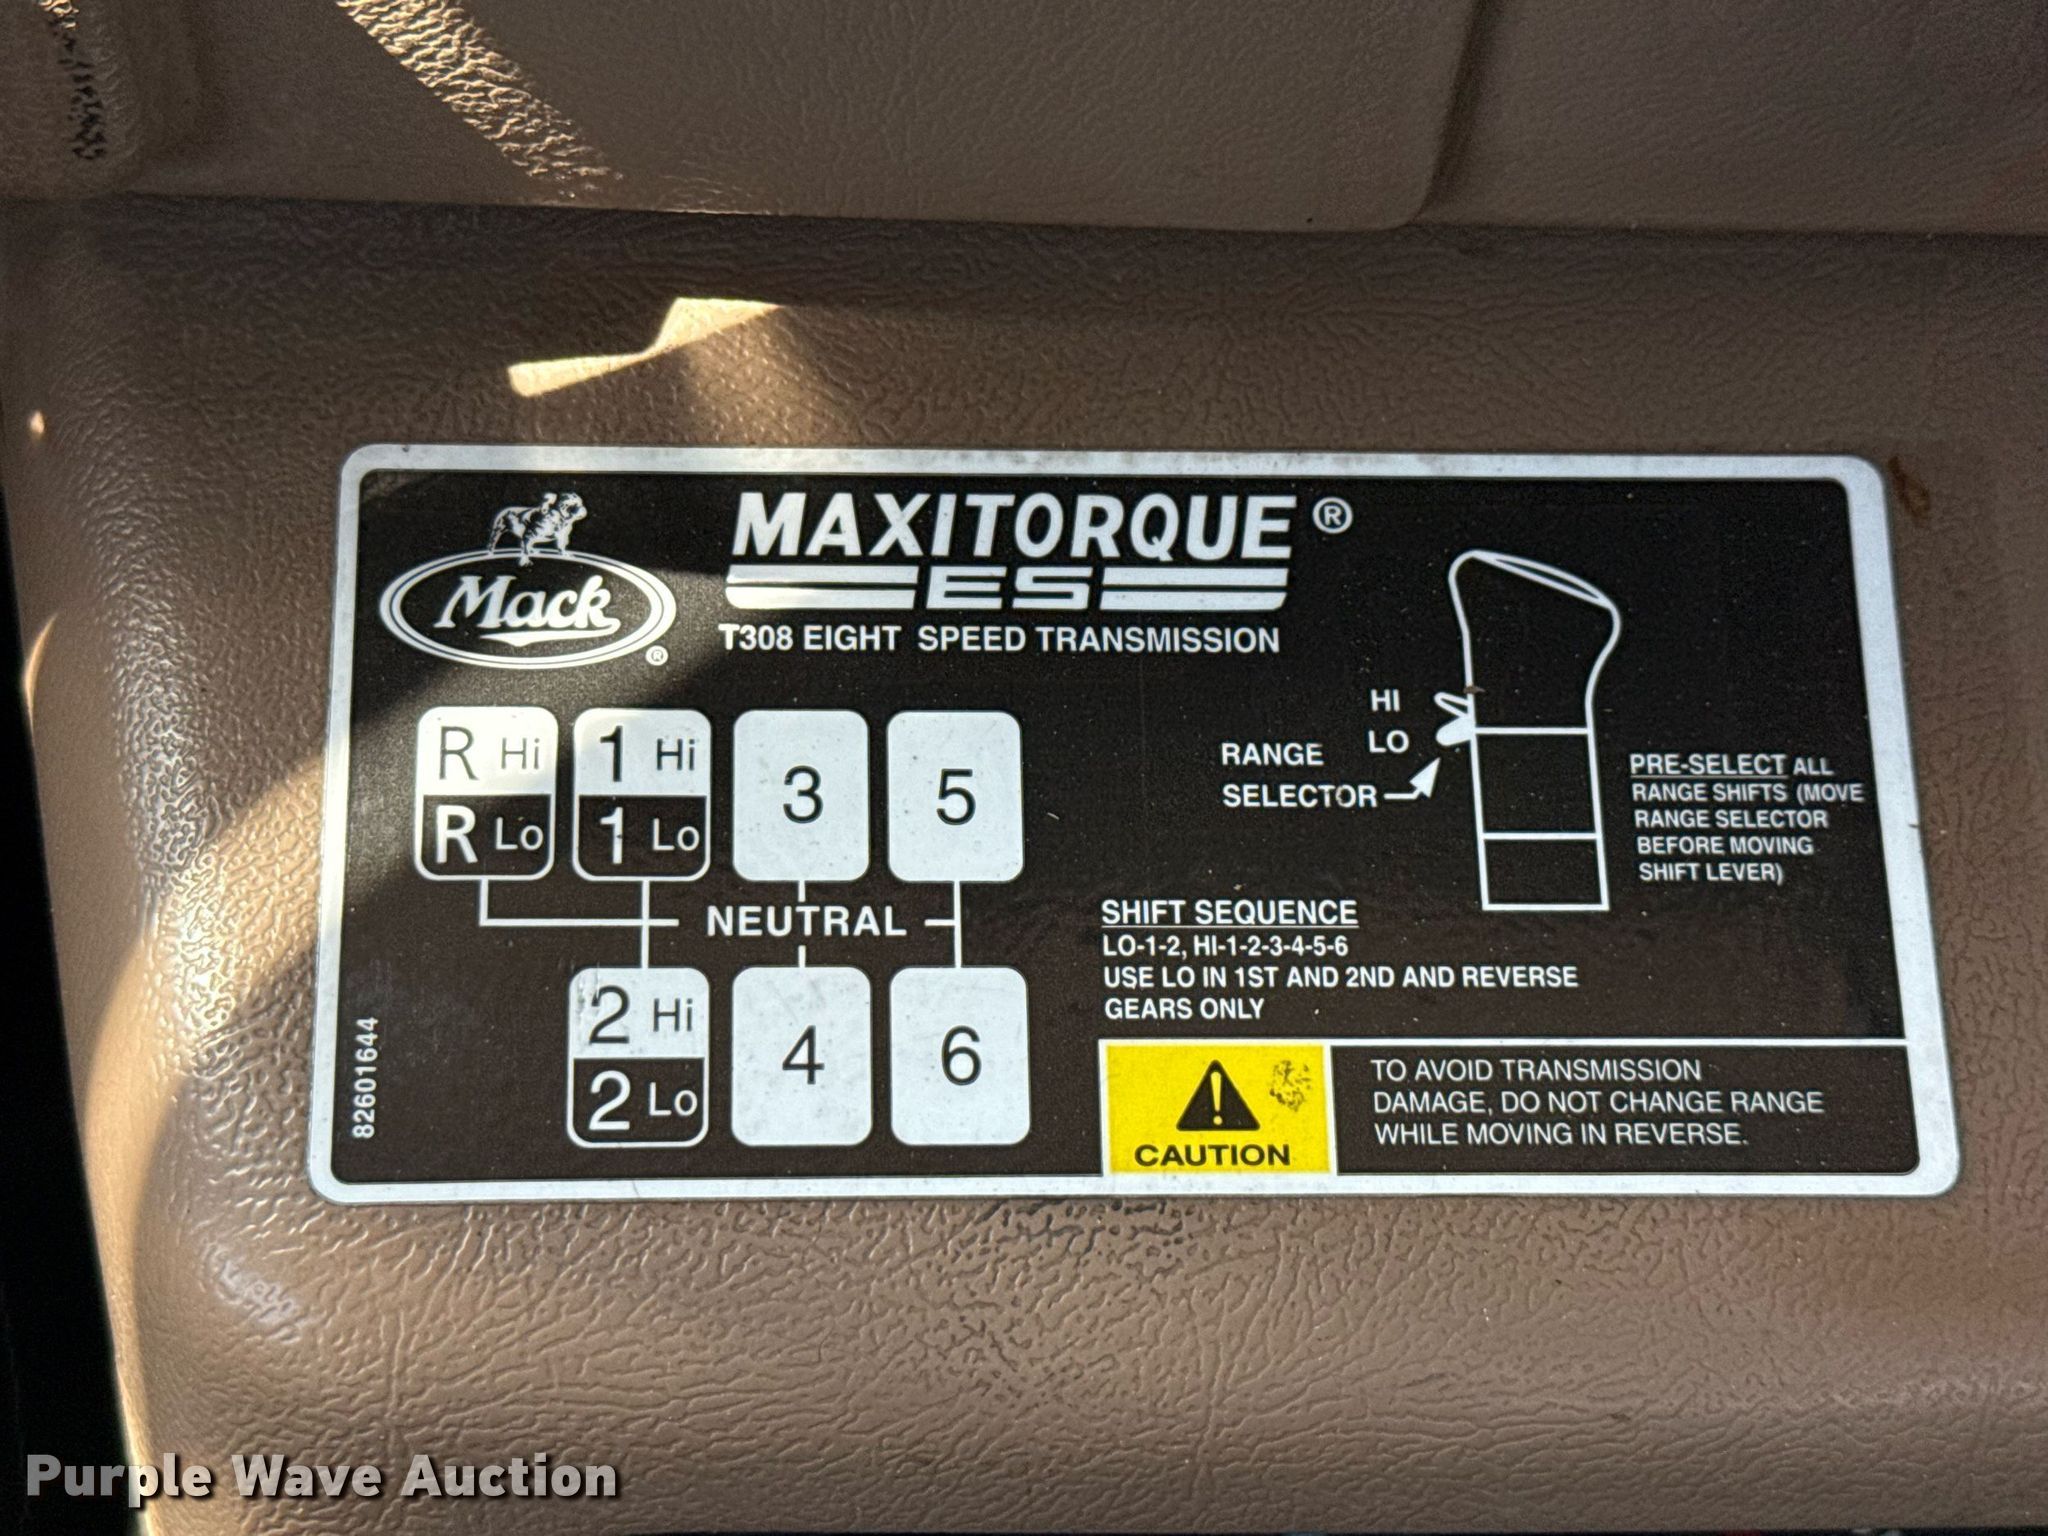 MAXITORQUE®
ES
Mack
®
T308 EIGHT SPEED TRANSMISSION
R Hi
R Lo
1 Hi
1 Lo
3
5
NEUTRAL
2 Hi
2 Lo
4
6
82601644
HI
LO
RANGE
SELECTOR
PRE-SELECT ALL
RANGE SHIFTS (MOVE
RANGE SELECTOR
BEFORE MOVING
SHIFT LEVER)
SHIFT SEQUENCE
LO-1-2, HI-1-2-3-4-5-6
USE LO IN 1ST AND 2ND AND REVERSE
GEARS ONLY
!
CAUTION
TO AVOID TRANSMISSION
DAMAGE, DO NOT CHANGE RANGE
WHILE MOVING IN REVERSE.
Purple Wave Auction